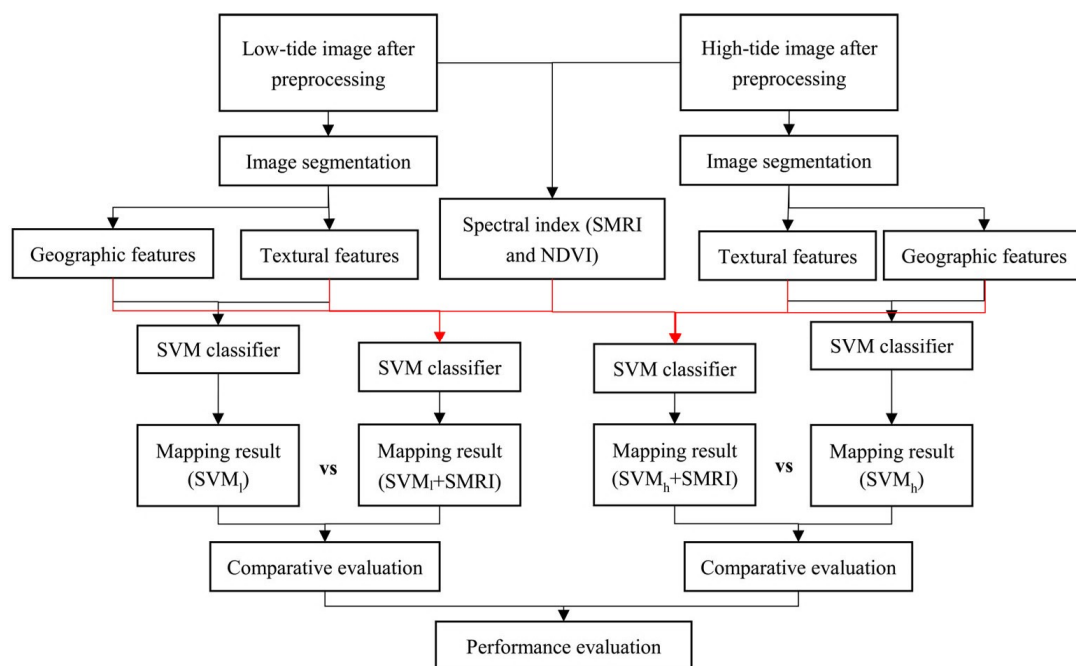 Low-tide image after
preprocessing
High-tide image after
preprocessing
Image segmentation
Image segmentation
Geographic features
Textural features
Spectral index (SMRI
and NDVI)
Textural features
Geographic features
SVM classifier
SVM classifier
SVM classifier
SVM classifier
Mapping result
(SVMl)
vs
Mapping result
(SVMl+SMRI)
Mapping result
(SVMh+SMRI)
vs
Mapping result
(SVMh)
Comparative evaluation
Comparative evaluation
Performance evaluation